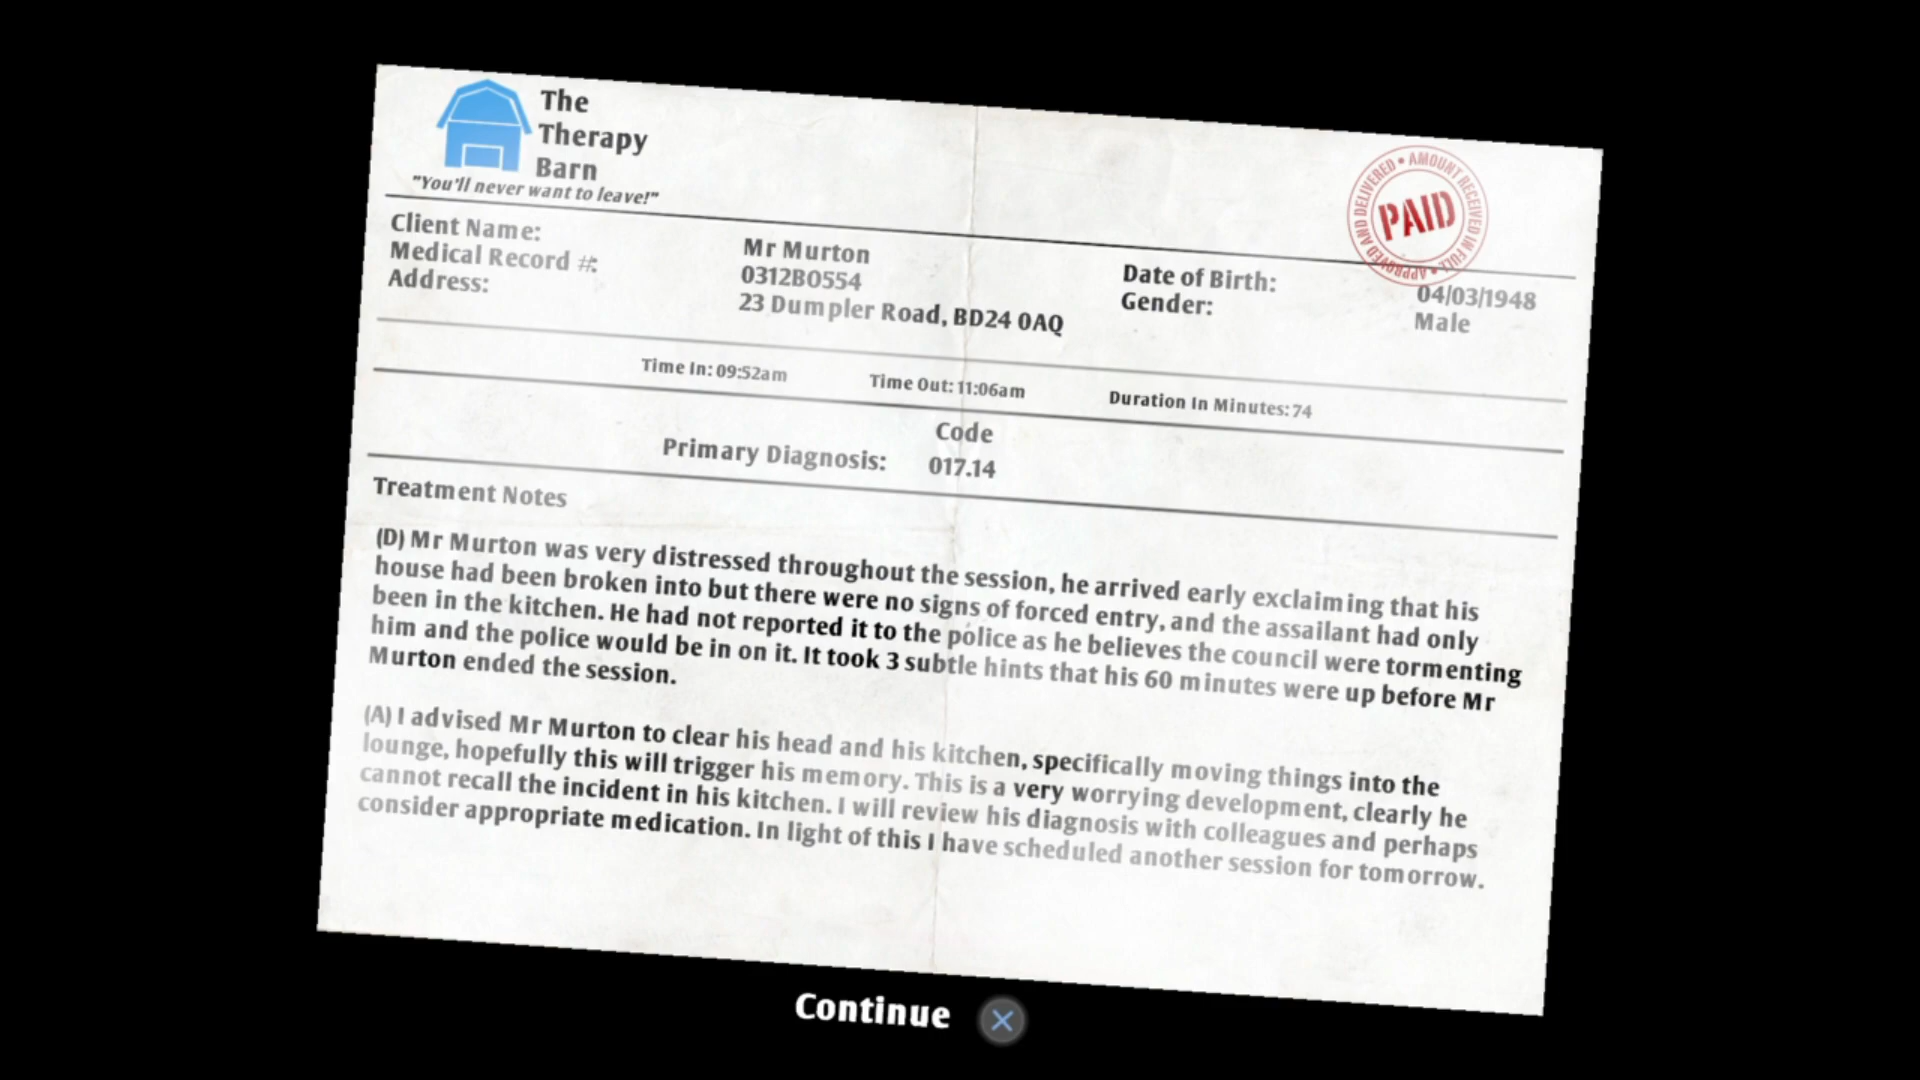 The
Therapy
Barn
"You'll never want to leave!"
APPROVED AND DELIVERED • AMOUNT RECEIVED IN FULL •
PAID
Client Name: Mr Murton Date of Birth: 04/03/1948
Medical Record #: 0312B0554 Gender: Male
Address: 23 Dumpler Road, BD24 0AQ
Time In: 09:52am Time Out: 11:06am Duration In Minutes: 74
Code
Primary Diagnosis: 017.14
Treatment Notes
(D) Mr Murton was very distressed throughout the session, he arrived early exclaiming that his
house had been broken into but there were no signs of forced entry, and the assailant had only
been in the kitchen. He had not reported it to the police as he believes the council were tormenting
him and the police would be in on it. It took 3 subtle hints that his 60 minutes were up before Mr
Murton ended the session.
(A) I advised Mr Murton to clear his head and his kitchen, specifically moving things into the
lounge, hopefully this will trigger his memory. This is a very worrying development, clearly he
cannot recall the incident in his kitchen. I will review his diagnosis with colleagues and perhaps
consider appropriate medication. In light of this I have scheduled another session for tomorrow.
Continue